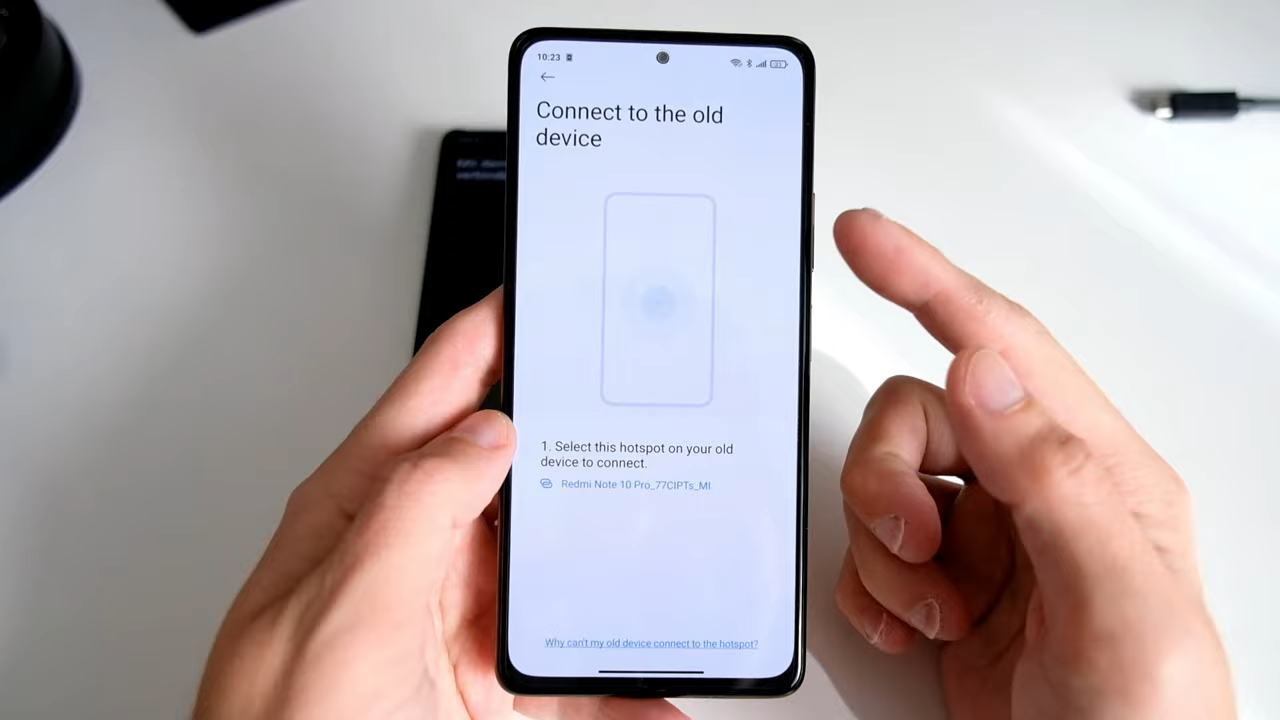 10:23
Connect to the old
device
1. Select this hotspot on your old
device to connect.
Redmi Note 10 Pro_77CIPTs_MI
Why can't my old device connect to the hotspot?